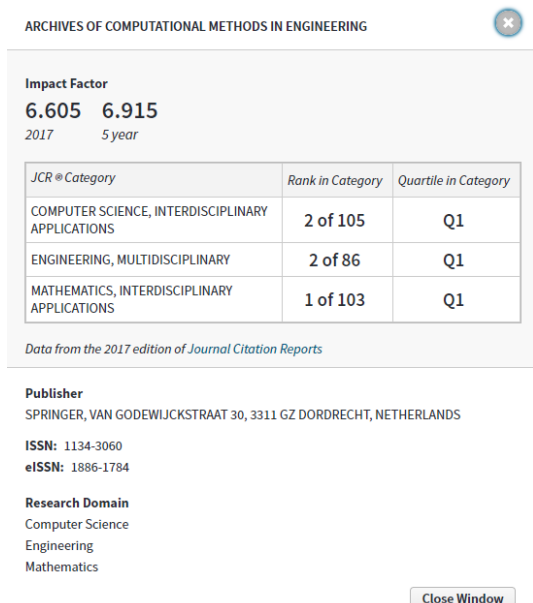 ARCHIVES OF COMPUTATIONAL METHODS IN ENGINEERING
Impact Factor
6.605 6.915
2017 5 year
JCR ® Category Rank in Category Quartile in Category
COMPUTER SCIENCE, INTERDISCIPLINARY
APPLICATIONS 2 of 105 Q1
ENGINEERING, MULTIDISCIPLINARY 2 of 86 Q1
MATHEMATICS, INTERDISCIPLINARY
APPLICATIONS 1 of 103 Q1
Data from the 2017 edition of Journal Citation Reports
Publisher
SPRINGER, VAN GODEWIJCKSTRAAT 30, 3311 GZ DORDRECHT, NETHERLANDS
ISSN: 1134-3060
eISSN: 1886-1784
Research Domain
Computer Science
Engineering
Mathematics
Close Window